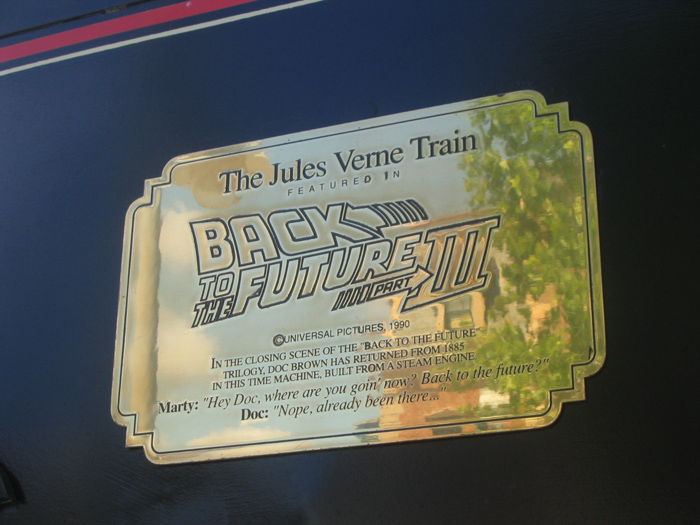 The Jules Verne Train
FEATURED IN
BACK
TO THE FUTURE
PART III
©UNIVERSAL PICTURES, 1990
IN THE CLOSING SCENE OF THE "BACK TO THE FUTURE"
TRILOGY, DOC BROWN HAS RETURNED FROM 1885
IN THIS TIME MACHINE, BUILT FROM A STEAM ENGINE.
Marty: "Hey Doc, where are you goin' now? Back to the future?"
Doc: "Nope, already been there..."